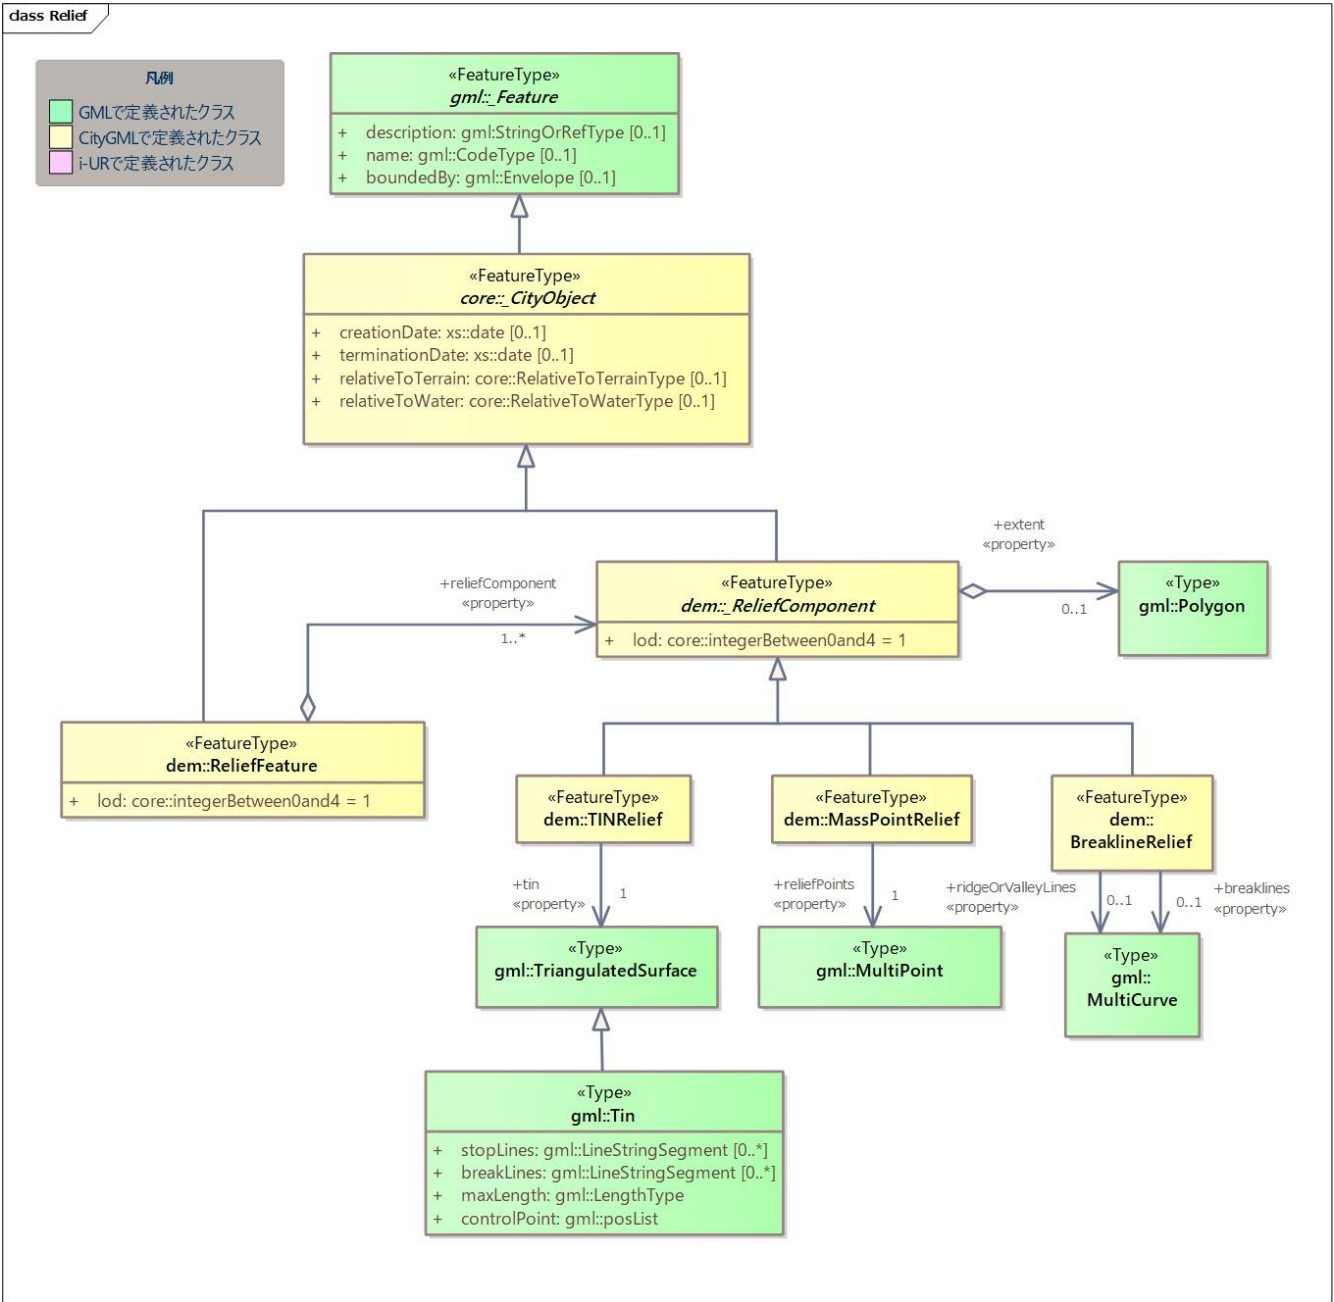 class Relief
凡例
GMLで定義されたクラス
CityGMLで定義されたクラス
i-URで定義されたクラス
«FeatureType»
gml::_Feature
+ description: gml:StringOrRefType [0..1]
+ name: gml::CodeType [0..1]
+ boundedBy: gml::Envelope [0..1]
«FeatureType»
core::_CityObject
+ creationDate: xs::date [0..1]
+ terminationDate: xs::date [0..1]
+ relativeToTerrain: core::RelativeToTerrainType [0..1]
+ relativeToWater: core::RelativeToWaterType [0..1]
+extent
«property»
0..1
«Type»
gml::Polygon
+reliefComponent
«property»
1..*
«FeatureType»
dem::_ReliefComponent
+ lod: core::integerBetween0and4 = 1
«FeatureType»
dem::ReliefFeature
+ lod: core::integerBetween0and4 = 1
«FeatureType»
dem::TINRelief
«FeatureType»
dem::MassPointRelief
«FeatureType»
dem::
BreaklineRelief
+tin
«property»
1
+reliefPoints
«property»
1
+ridgeOrValleyLines
«property»
0..1
0..1
+breaklines
«property»
«Type»
gml::TriangulatedSurface
«Type»
gml::MultiPoint
«Type»
gml::
MultiCurve
«Type»
gml::Tin
+ stopLines: gml::LineStringSegment [0..*]
+ breakLines: gml::LineStringSegment [0..*]
+ maxLength: gml::LengthType
+ controlPoint: gml::posList